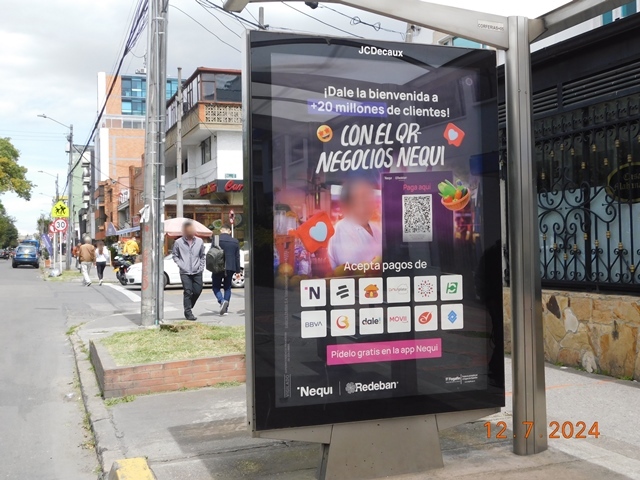 JCDecaux
¡Dale la bienvenida a
+20 millones de clientes!
CON EL QR
NEGOCIOS NEQUI
Paga aquí
Acepta pagos de
N
BBVA
dale!
MOVii
Pídelo gratis en la app Nequi
Nequi
Redeban
30
12.7.2024